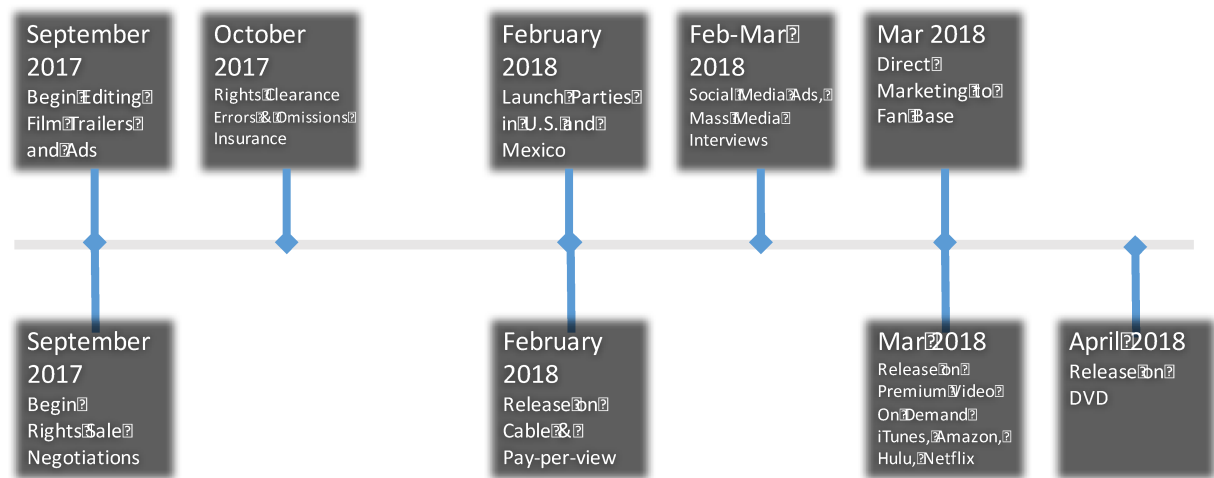 September
2017
Begin Editing
Film Trailers
and Ads
October
2017
Rights Clearance
Errors & Omissions
Insurance
February
2018
Launch Parties
in U.S. and
Mexico
Feb-Mar
2018
Social Media Ads,
Mass Media
Interviews
Mar 2018
Direct
Marketing to
Fan Base
September
2017
Begin
Rights Sale
Negotiations
February
2018
Release on
Cable &
Pay-per-view
Mar 2018
Release on
Premium Video
On Demand
iTunes, Amazon,
Hulu, Netflix
April 2018
Release on
DVD